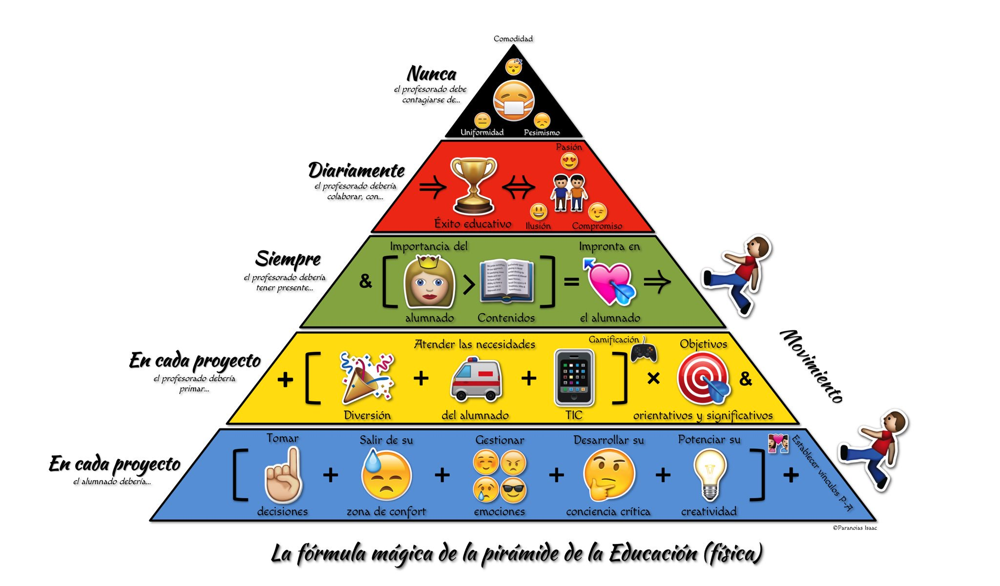 Comodidad
Nunca
el profesorado debe
contagiarse de...
Uniformidad
Pesimismo
Diariamente
el profesorado debería
colaborar, con...
⇒
⇔
Éxito educativo
Pasión
Ilusión
Compromiso
Siempre
el profesorado debería
tener presente...
& [ > ] = ⇒
Importancia del
alumnado
Contenidos
Impronta en
el alumnado
Movimiento
En cada proyecto
el profesorado debería
primar...
+ [ + + ] × &
Diversión
Atender las necesidades
del alumnado
TIC
Gamificación
Objetivos
orientativos y significativos
En cada proyecto
el alumnado debería...
[ + + + + ] +
Tomar
decisiones
Salir de su
zona de confort
Gestionar
emociones
Desarrollar su
conciencia crítica
Potenciar su
creatividad
Establecer vínculos P-A
©Paranoias Isaac
La fórmula mágica de la pirámide de la Educación (física)